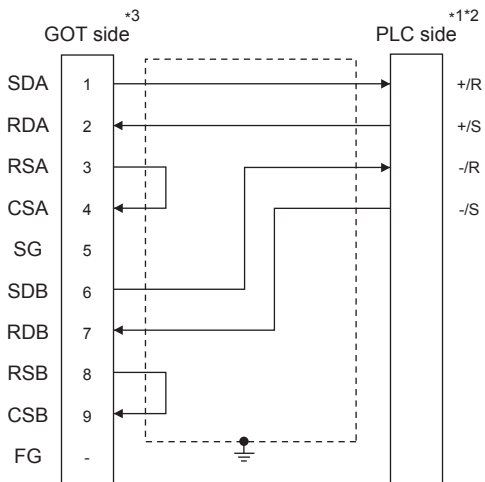 *3 *1*2
GOT side PLC side
SDA 1 +/R
RDA 2 +/S
RSA 3 -/R
CSA 4 -/S
SG 5
SDB 6
RDB 7
RSB 8
CSB 9
FG -